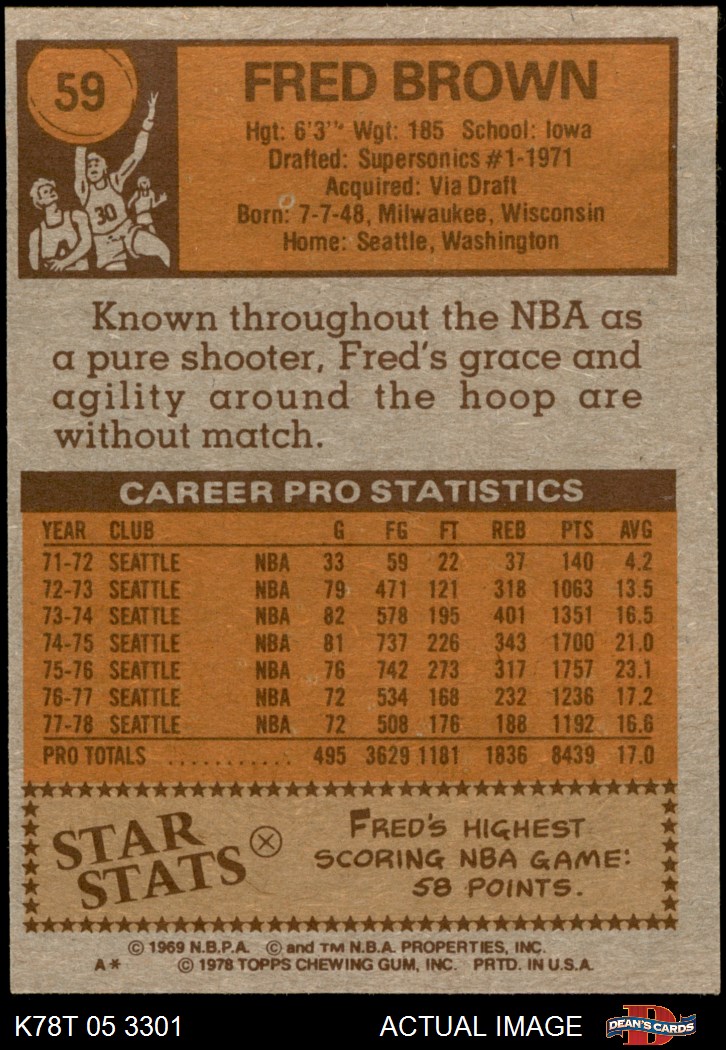 59
FRED BROWN
Hgt: 6'3" Wgt: 185 School: Iowa
Drafted: Supersonics #1-1971
Acquired: Via Draft
Born: 7-7-48, Milwaukee, Wisconsin
Home: Seattle, Washington
30
Known throughout the NBA as
a pure shooter, Fred's grace and
agility around the hoop are
without match.
CAREER PRO STATISTICS
YEAR CLUB G FG FT REB PTS AVG
71-72 SEATTLE NBA 33 59 22 37 140 4.2
72-73 SEATTLE NBA 79 471 121 318 1063 13.5
73-74 SEATTLE NBA 82 578 195 401 1351 16.5
74-75 SEATTLE NBA 81 737 226 343 1700 21.0
75-76 SEATTLE NBA 76 742 273 317 1757 23.1
76-77 SEATTLE NBA 72 534 168 232 1236 17.2
77-78 SEATTLE NBA 72 508 176 188 1192 16.6
PRO TOTALS ........... 495 3629 1181 1836 8439 17.0
STAR
STATS
FRED'S HIGHEST
SCORING NBA GAME:
58 POINTS.
© 1969 N.B.P.A. © and TM N.B.A. PROPERTIES, INC.
A* © 1978 TOPPS CHEWING GUM, INC. PRTD. IN U.S.A.
K78T 05 3301 ACTUAL IMAGE D DEAN'S CARDS